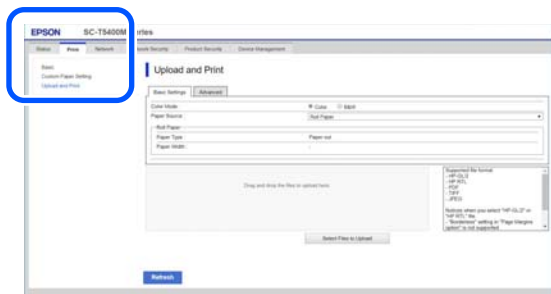 EPSON SC-T5400M Series
Status Print Network Network Security Product Security Device Management
Basic
Custom Paper Setting
Upload and Print
Upload and Print
Basic Settings Advanced
Color Mode : Color B&W
Paper Source : Roll Paper
Roll Paper
Paper Type : Paper out
Paper Width : -
Drag and drop the files to upload here.
Supported file format
- HP-GL/2
- HP RTL
- PDF
- TIFF
- JPEG
Notices when you select "HP-GL/2" or
"HP RTL" file
- "Borderless" setting in "Page Margins
option" is not supported
Select Files to Upload
Refresh